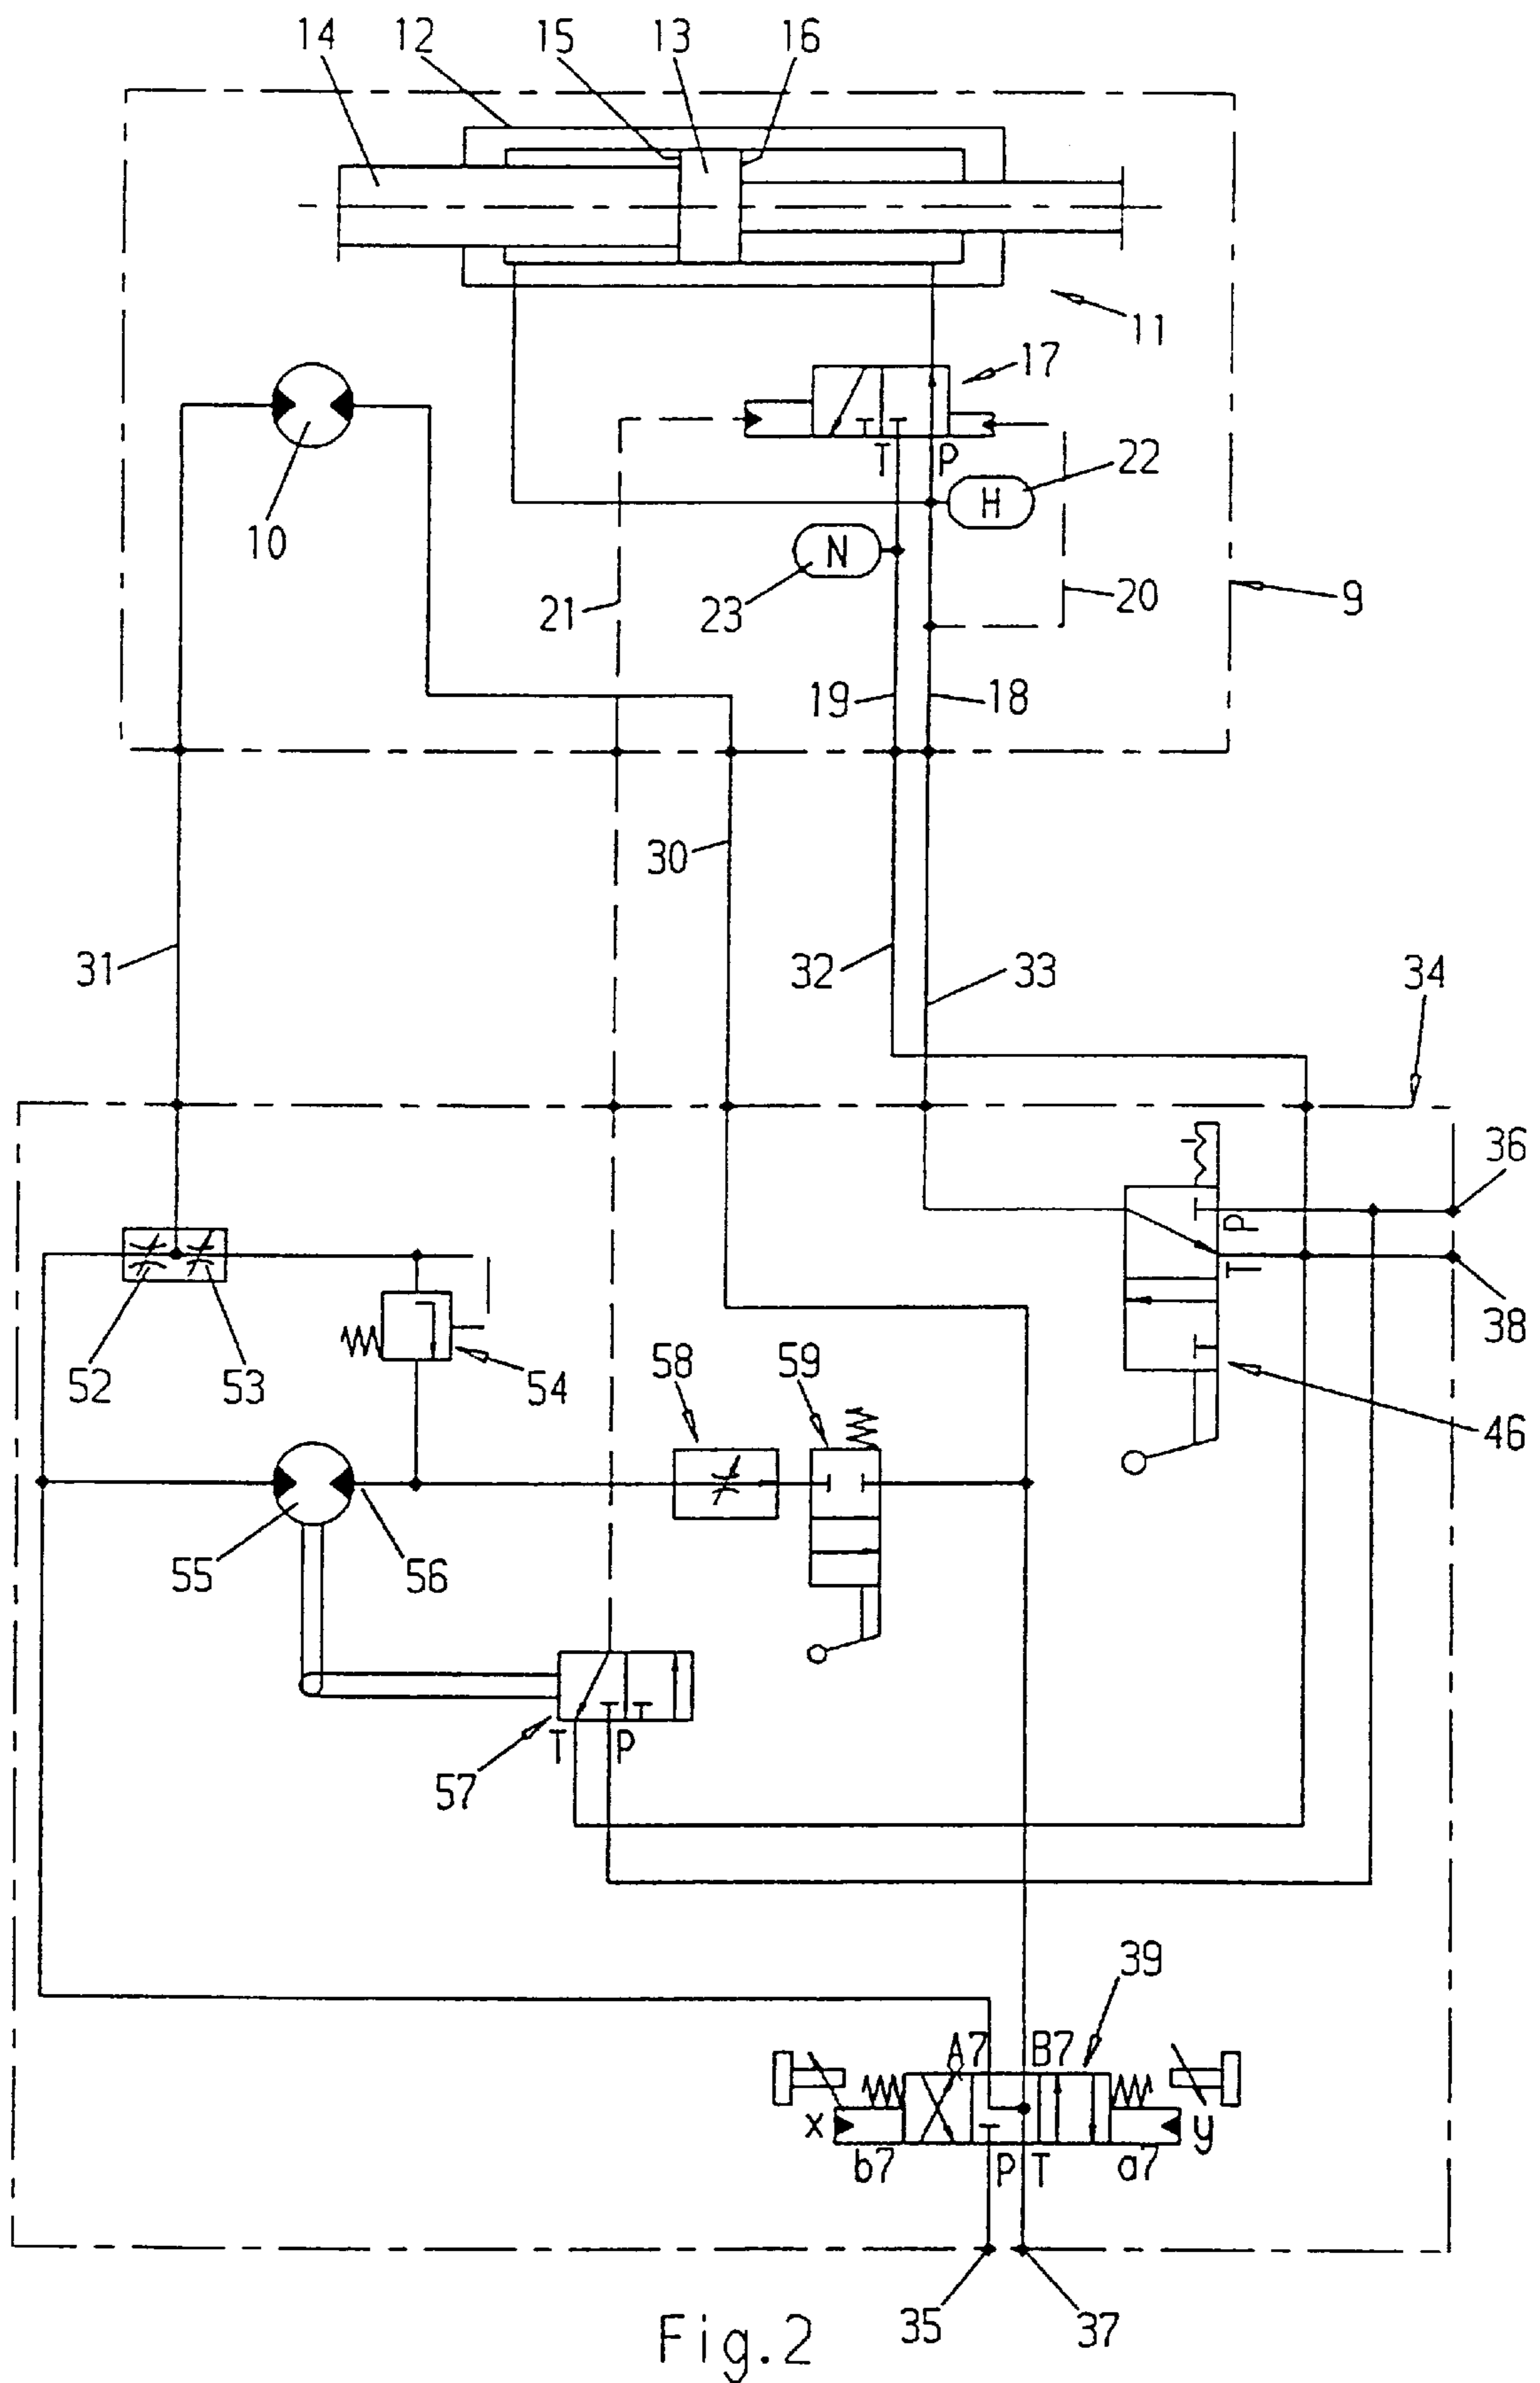 14 12 15 13 16
11
17
T P
22
H
10
N
21 23 20 9
19 18
30
31 32 33 34
36
P
T
38
52 53 54 58 59
46
55 56
T P
57
39
A7 B7
x y
b7 P T a7
35 37
Fig.2